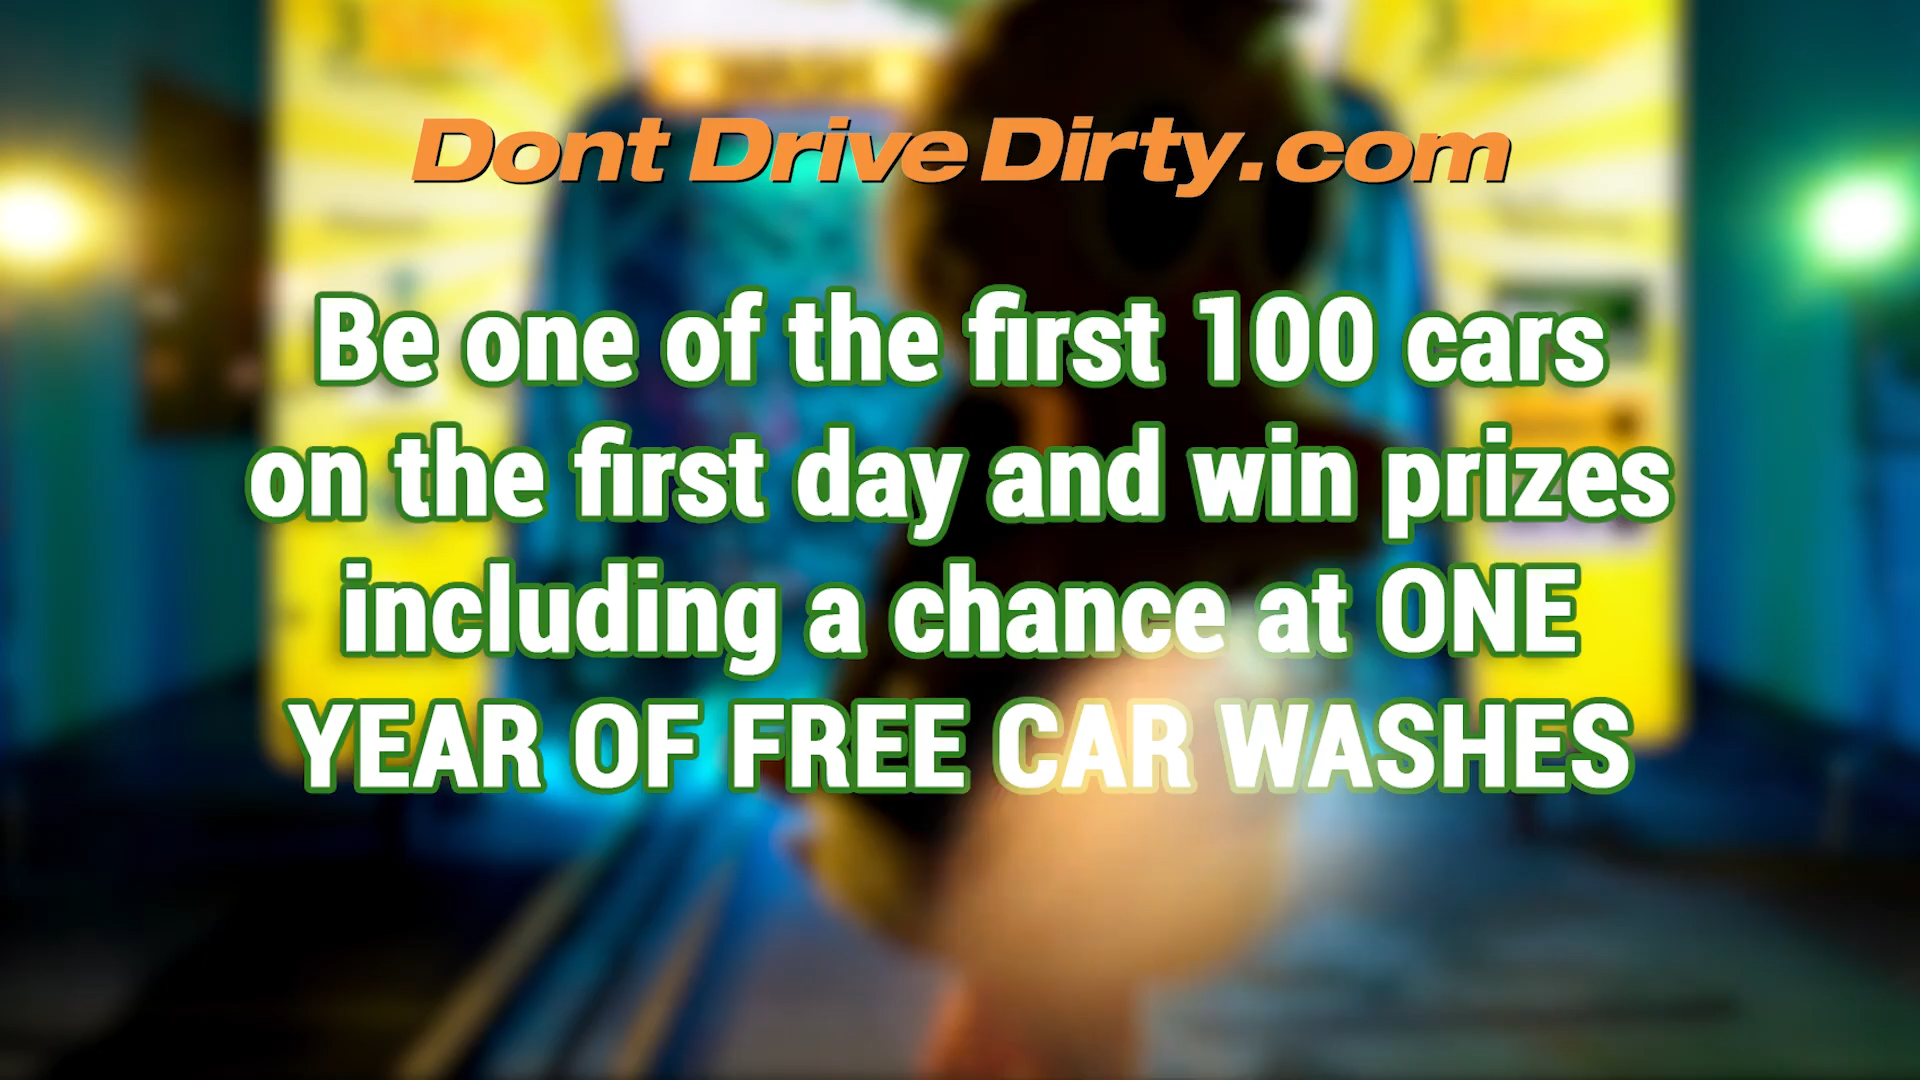 Dont Drive Dirty.com
Be one of the first 100 cars
on the first day and win prizes
including a chance at ONE
YEAR OF FREE CAR WASHES